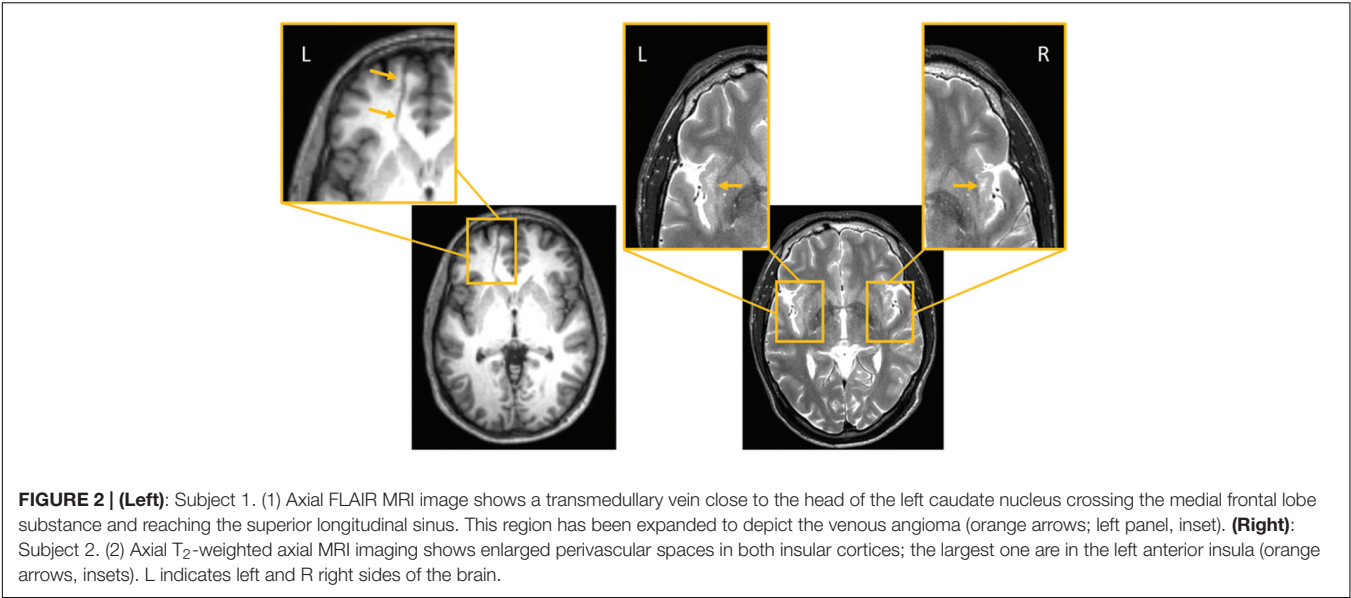 L
L
R
FIGURE 2 | (Left): Subject 1. (1) Axial FLAIR MRI image shows a transmedullary vein close to the head of the left caudate nucleus crossing the medial frontal lobe
substance and reaching the superior longitudinal sinus. This region has been expanded to depict the venous angioma (orange arrows; left panel, inset). (Right):
Subject 2. (2) Axial T₂-weighted axial MRI imaging shows enlarged perivascular spaces in both insular cortices; the largest one are in the left anterior insula (orange
arrows, insets). L indicates left and R right sides of the brain.